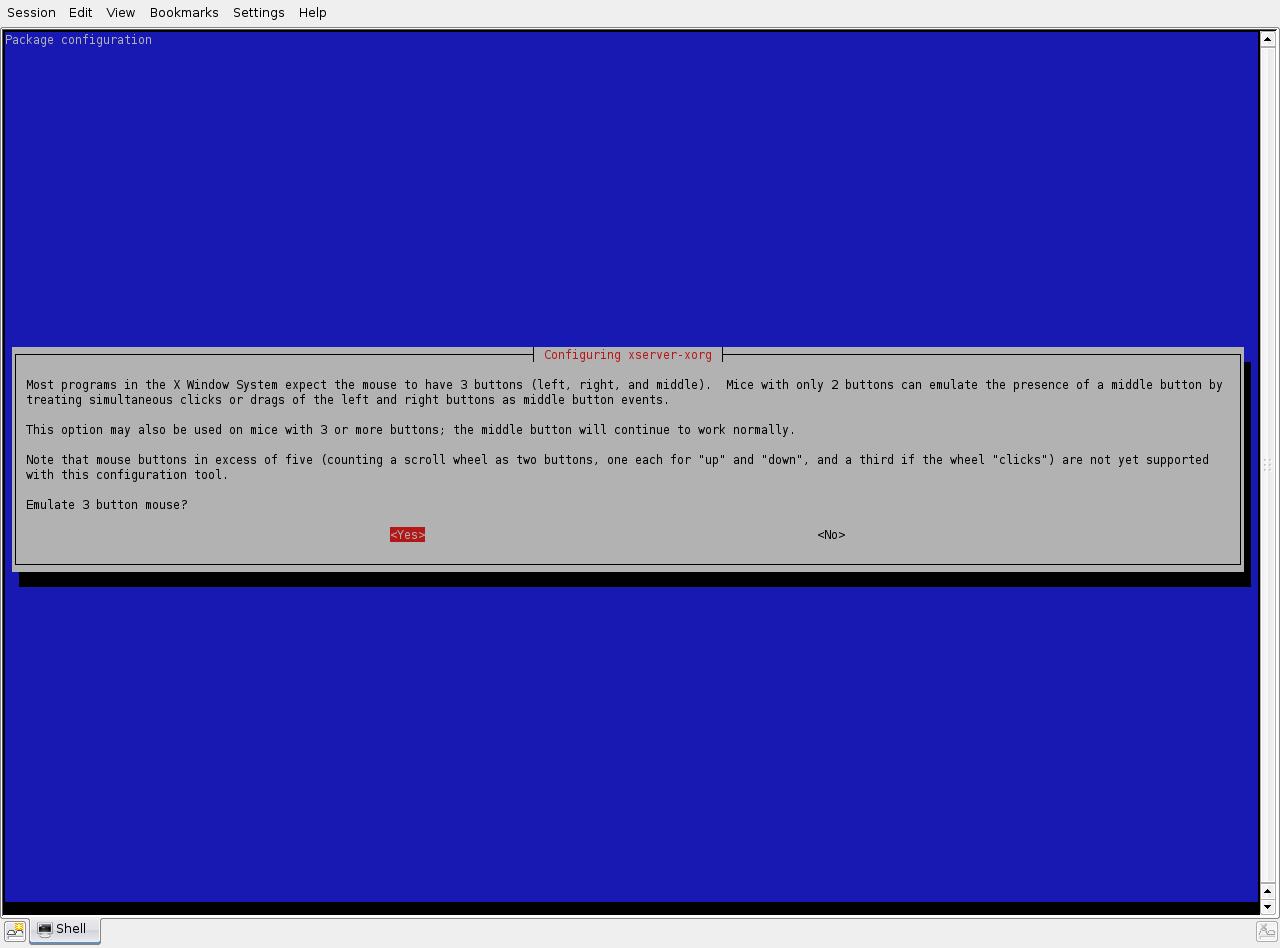 Session Edit View Bookmarks Settings Help
Package configuration
Configuring xserver-xorg
Most programs in the X Window System expect the mouse to have 3 buttons (left, right, and middle).  Mice with only 2 buttons can emulate the presence of a middle button by
treating simultaneous clicks or drags of the left and right buttons as middle button events.
This option may also be used on mice with 3 or more buttons; the middle button will continue to work normally.
Note that mouse buttons in excess of five (counting a scroll wheel as two buttons, one each for "up" and "down", and a third if the wheel "clicks") are not yet supported
with this configuration tool.
Emulate 3 button mouse?
<Yes> <No>
Shell